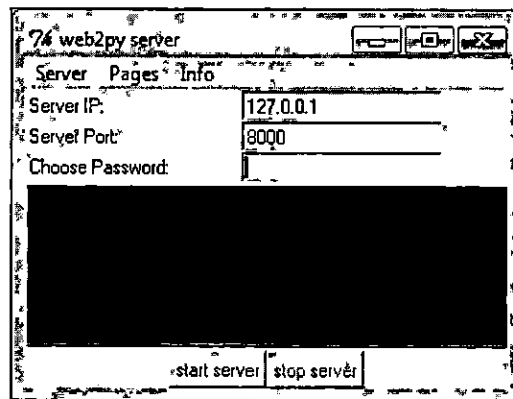 web2py server
Server Pages Info
Server IP: 127.0.0.1
Server Port: 8000
Choose Password:
start server stop server